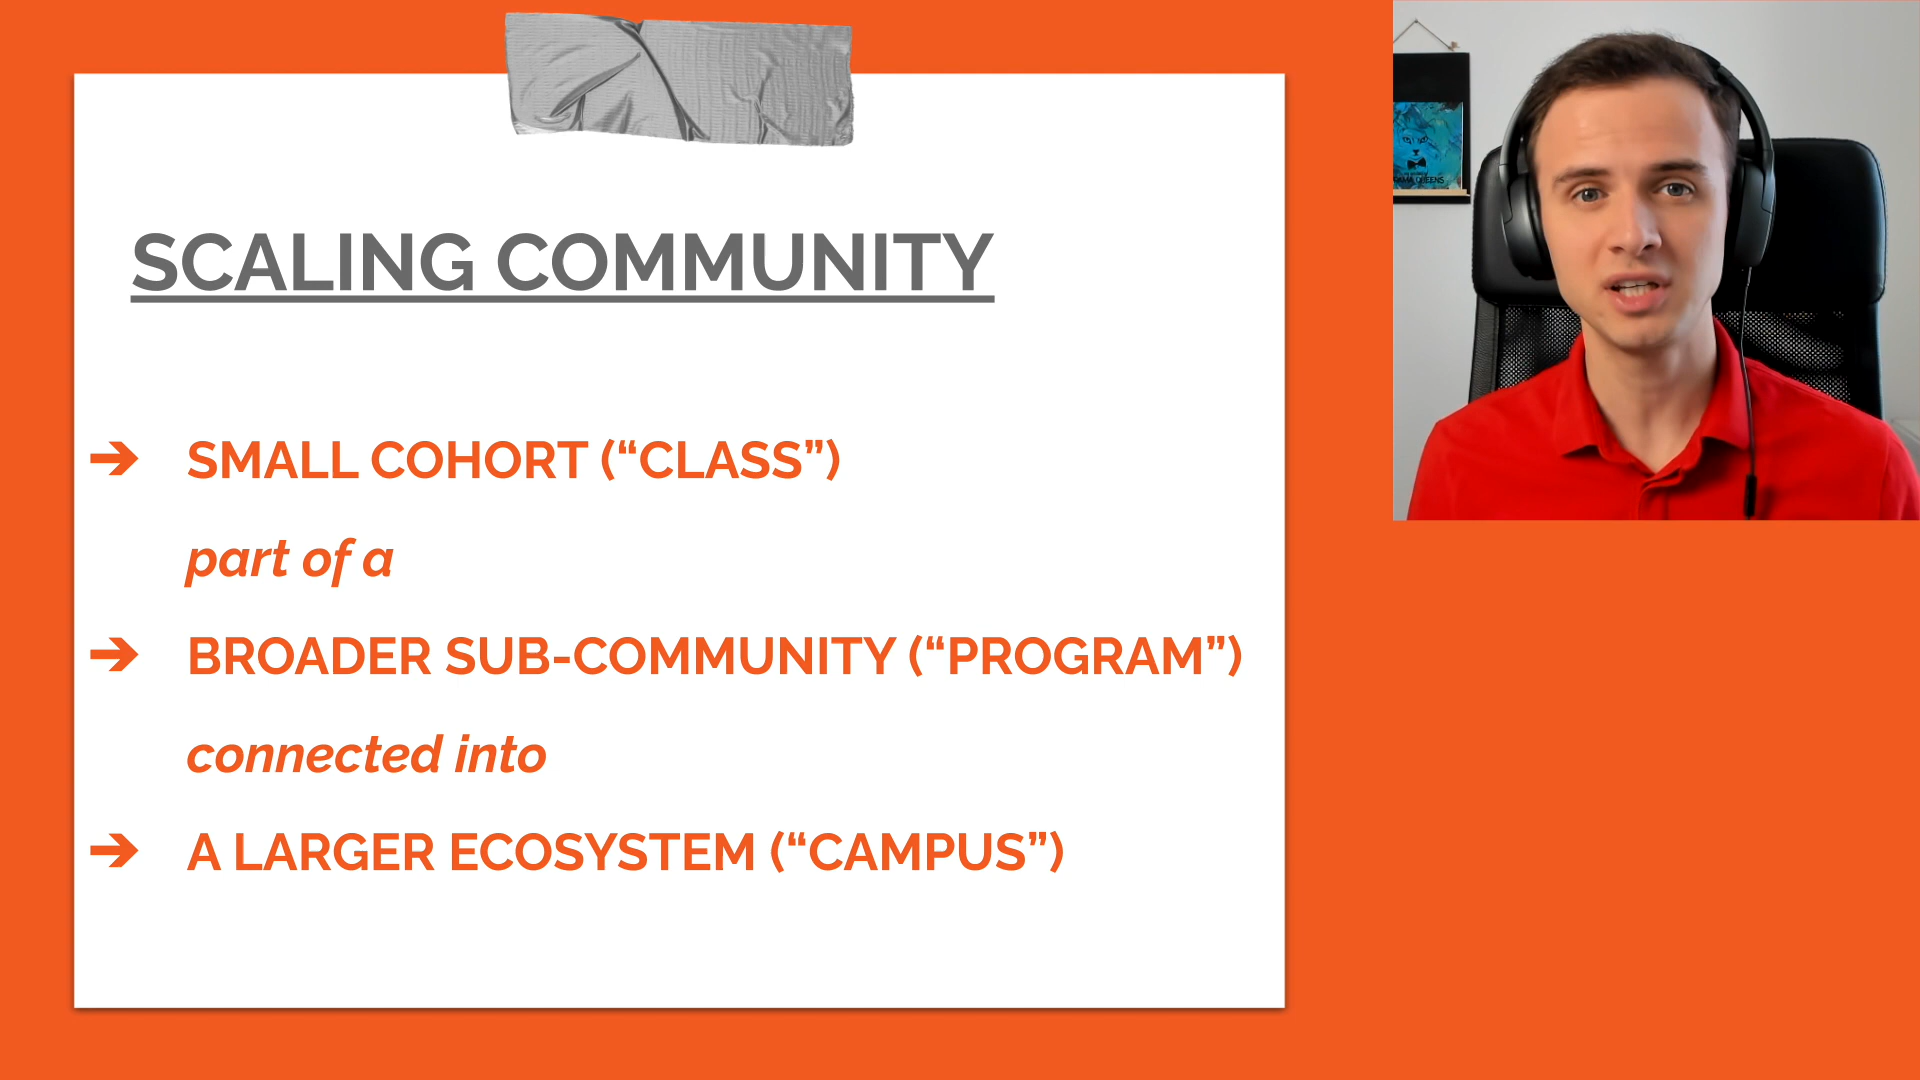 SCALING COMMUNITY
➔ SMALL COHORT (“CLASS”)
part of a
➔ BROADER SUB-COMMUNITY (“PROGRAM”)
connected into
➔ A LARGER ECOSYSTEM (“CAMPUS”)